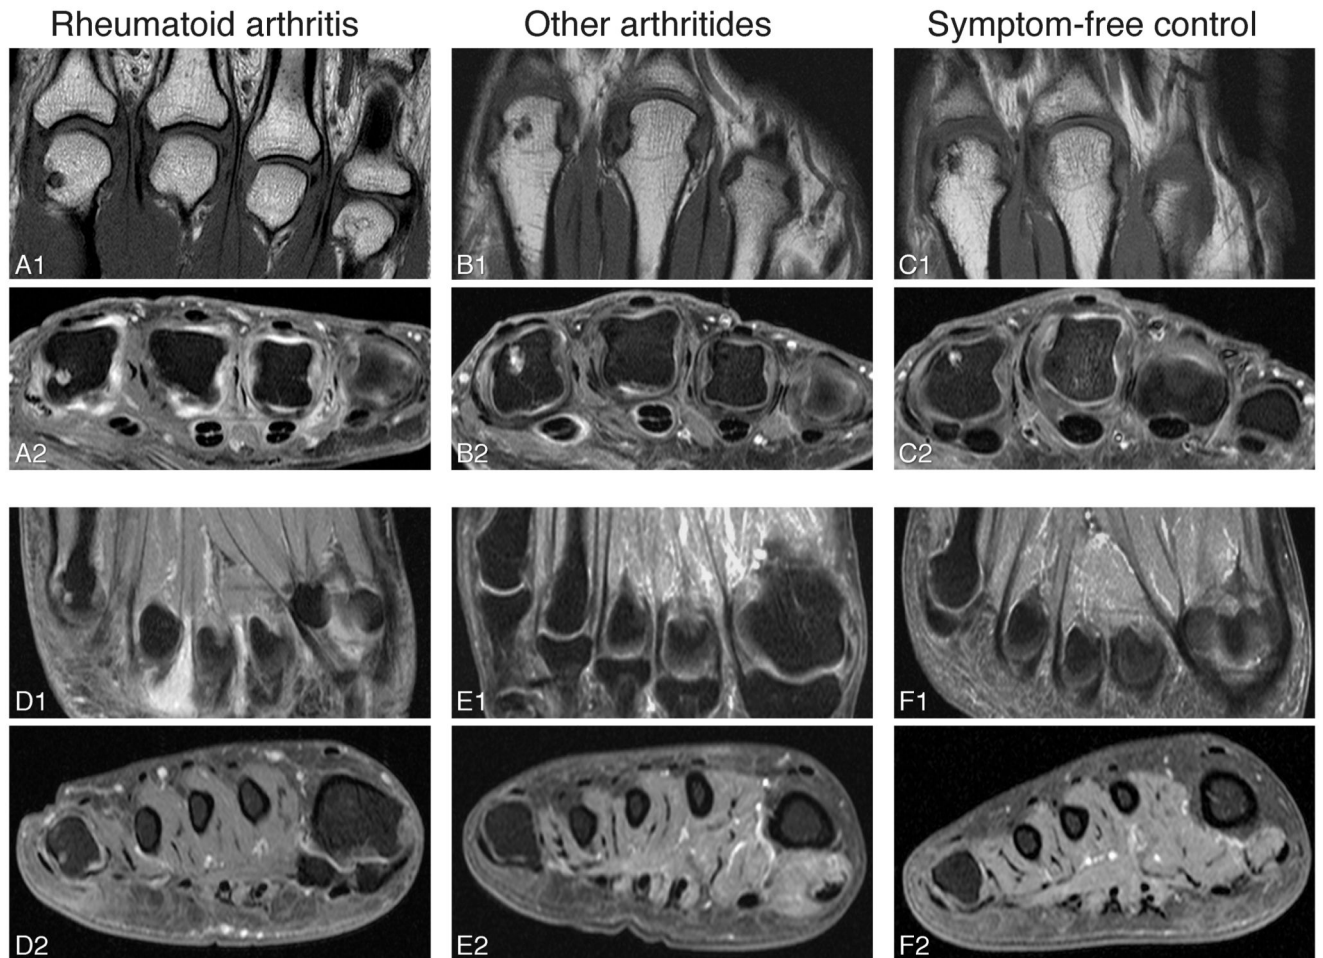 Rheumatoid arthritis
Other arthritides
Symptom-free control
A1
B1
C1
A2
B2
C2
D1
E1
F1
D2
E2
F2